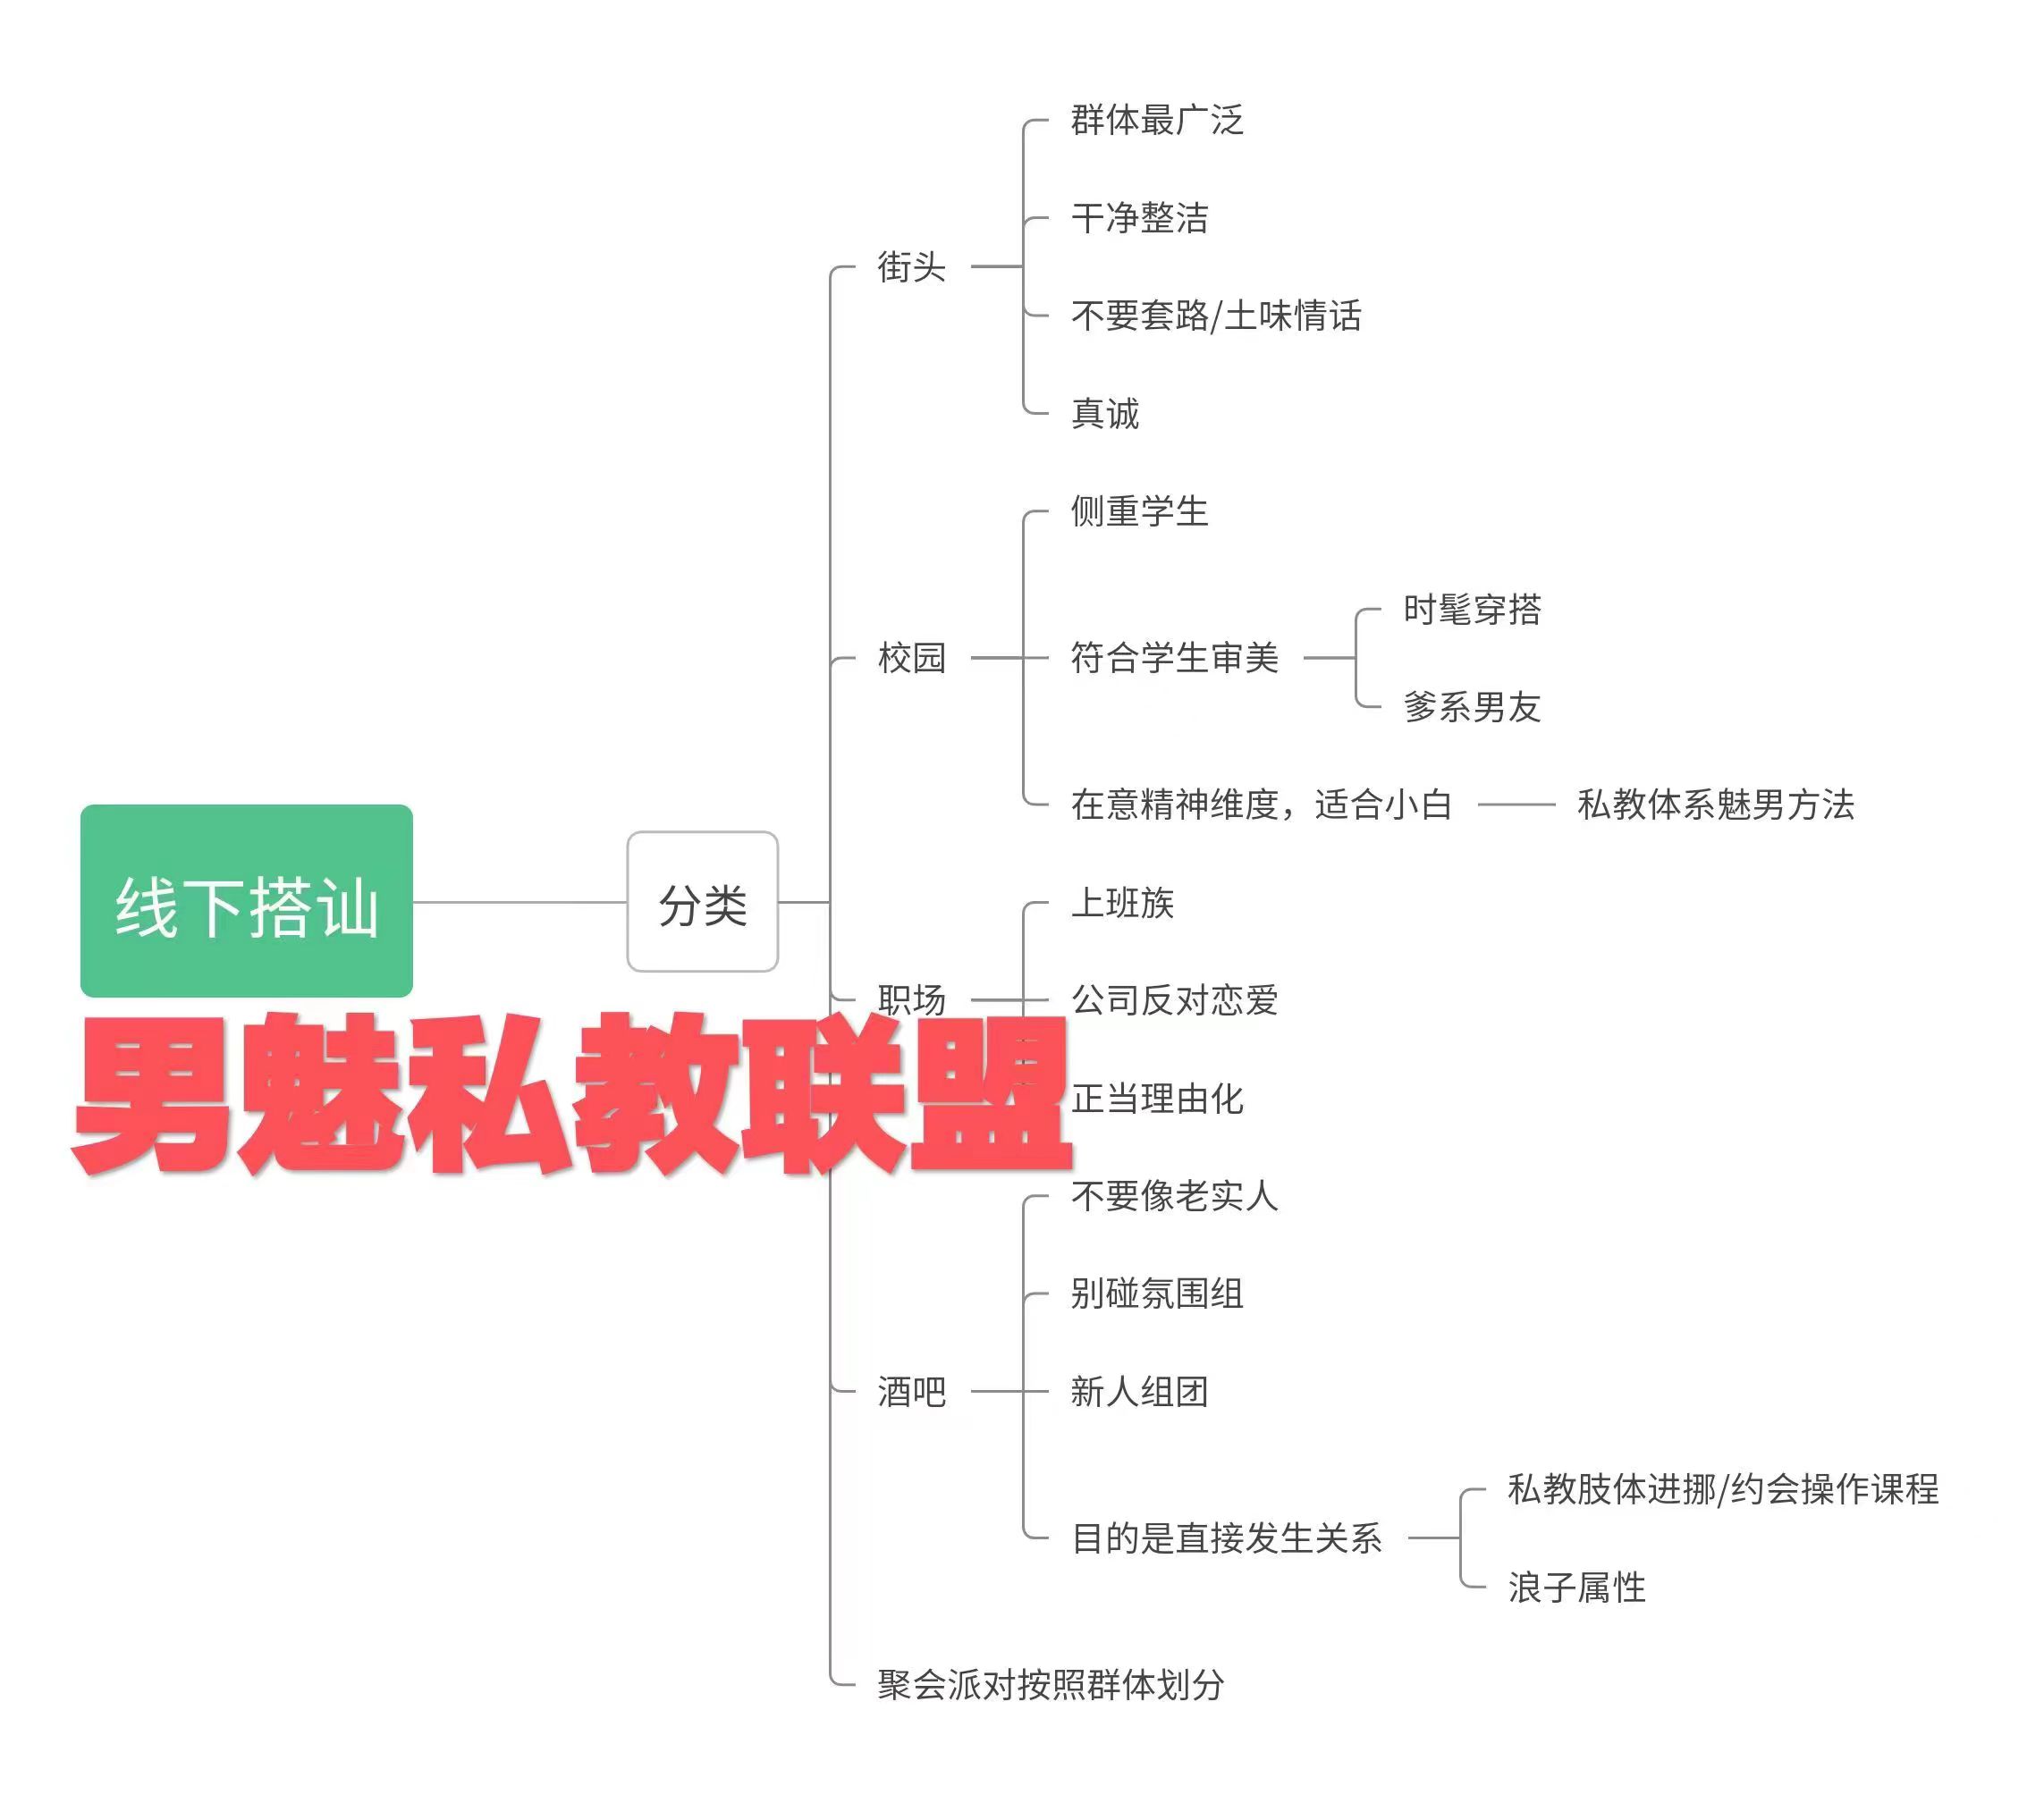 线下搭讪
分类
街头
群体最广泛
干净整洁
不要套路/土味情话
真诚
校园
侧重学生
符合学生审美
时髦穿搭
爹系男友
在意精神维度，适合小白
私教体系魅男方法
职场
上班族
公司反对恋爱
正当理由化
酒吧
不要像老实人
别碰氛围组
新人组团
目的是直接发生关系
私教肢体进挪/约会操作课程
浪子属性
聚会派对按照群体划分
男魅私教联盟